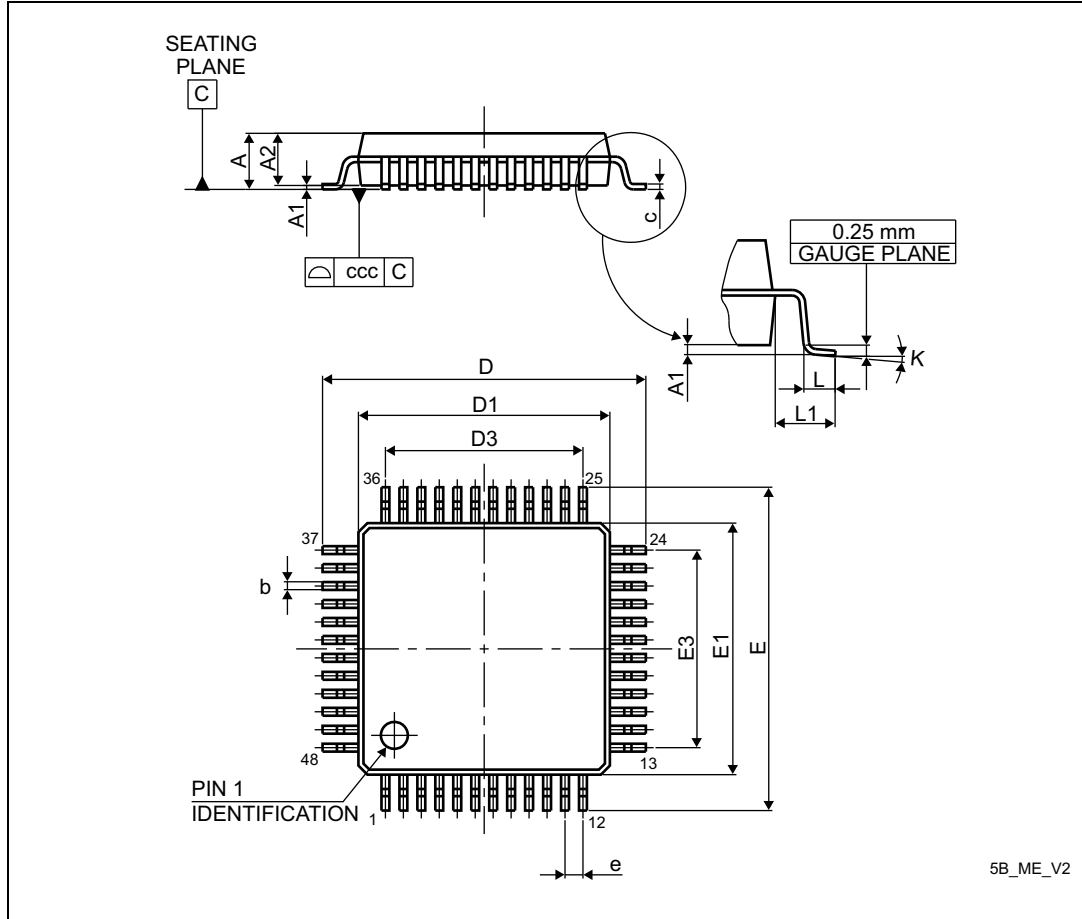 SEATING
PLANE
C
A
A2
A1
c
ccc C
0.25 mm
GAUGE PLANE
A1
K
L
L1
D
D1
D3
36
25
37
24
b
E3
E1
E
48
13
PIN 1
IDENTIFICATION
1
12
e
5B_ME_V2